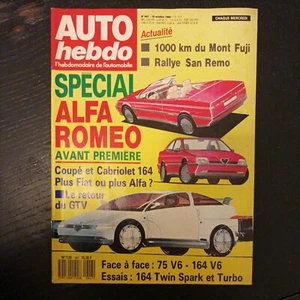 AUTO
hebdo
l'hebdomadaire de l'automobile
CHAQUE MERCREDI
Actualité
1000 km du Mont Fuji
Rallye San Remo
SPECIAL
ALFA
ROMEO
AVANT PREMIÈRE
Coupé et Cabriolet 164
Plus Fiat ou plus Alfa ?
Le retour
du GTV
Face à face : 75 V6 - 164 V6
Essais : 164 Twin Spark et Turbo